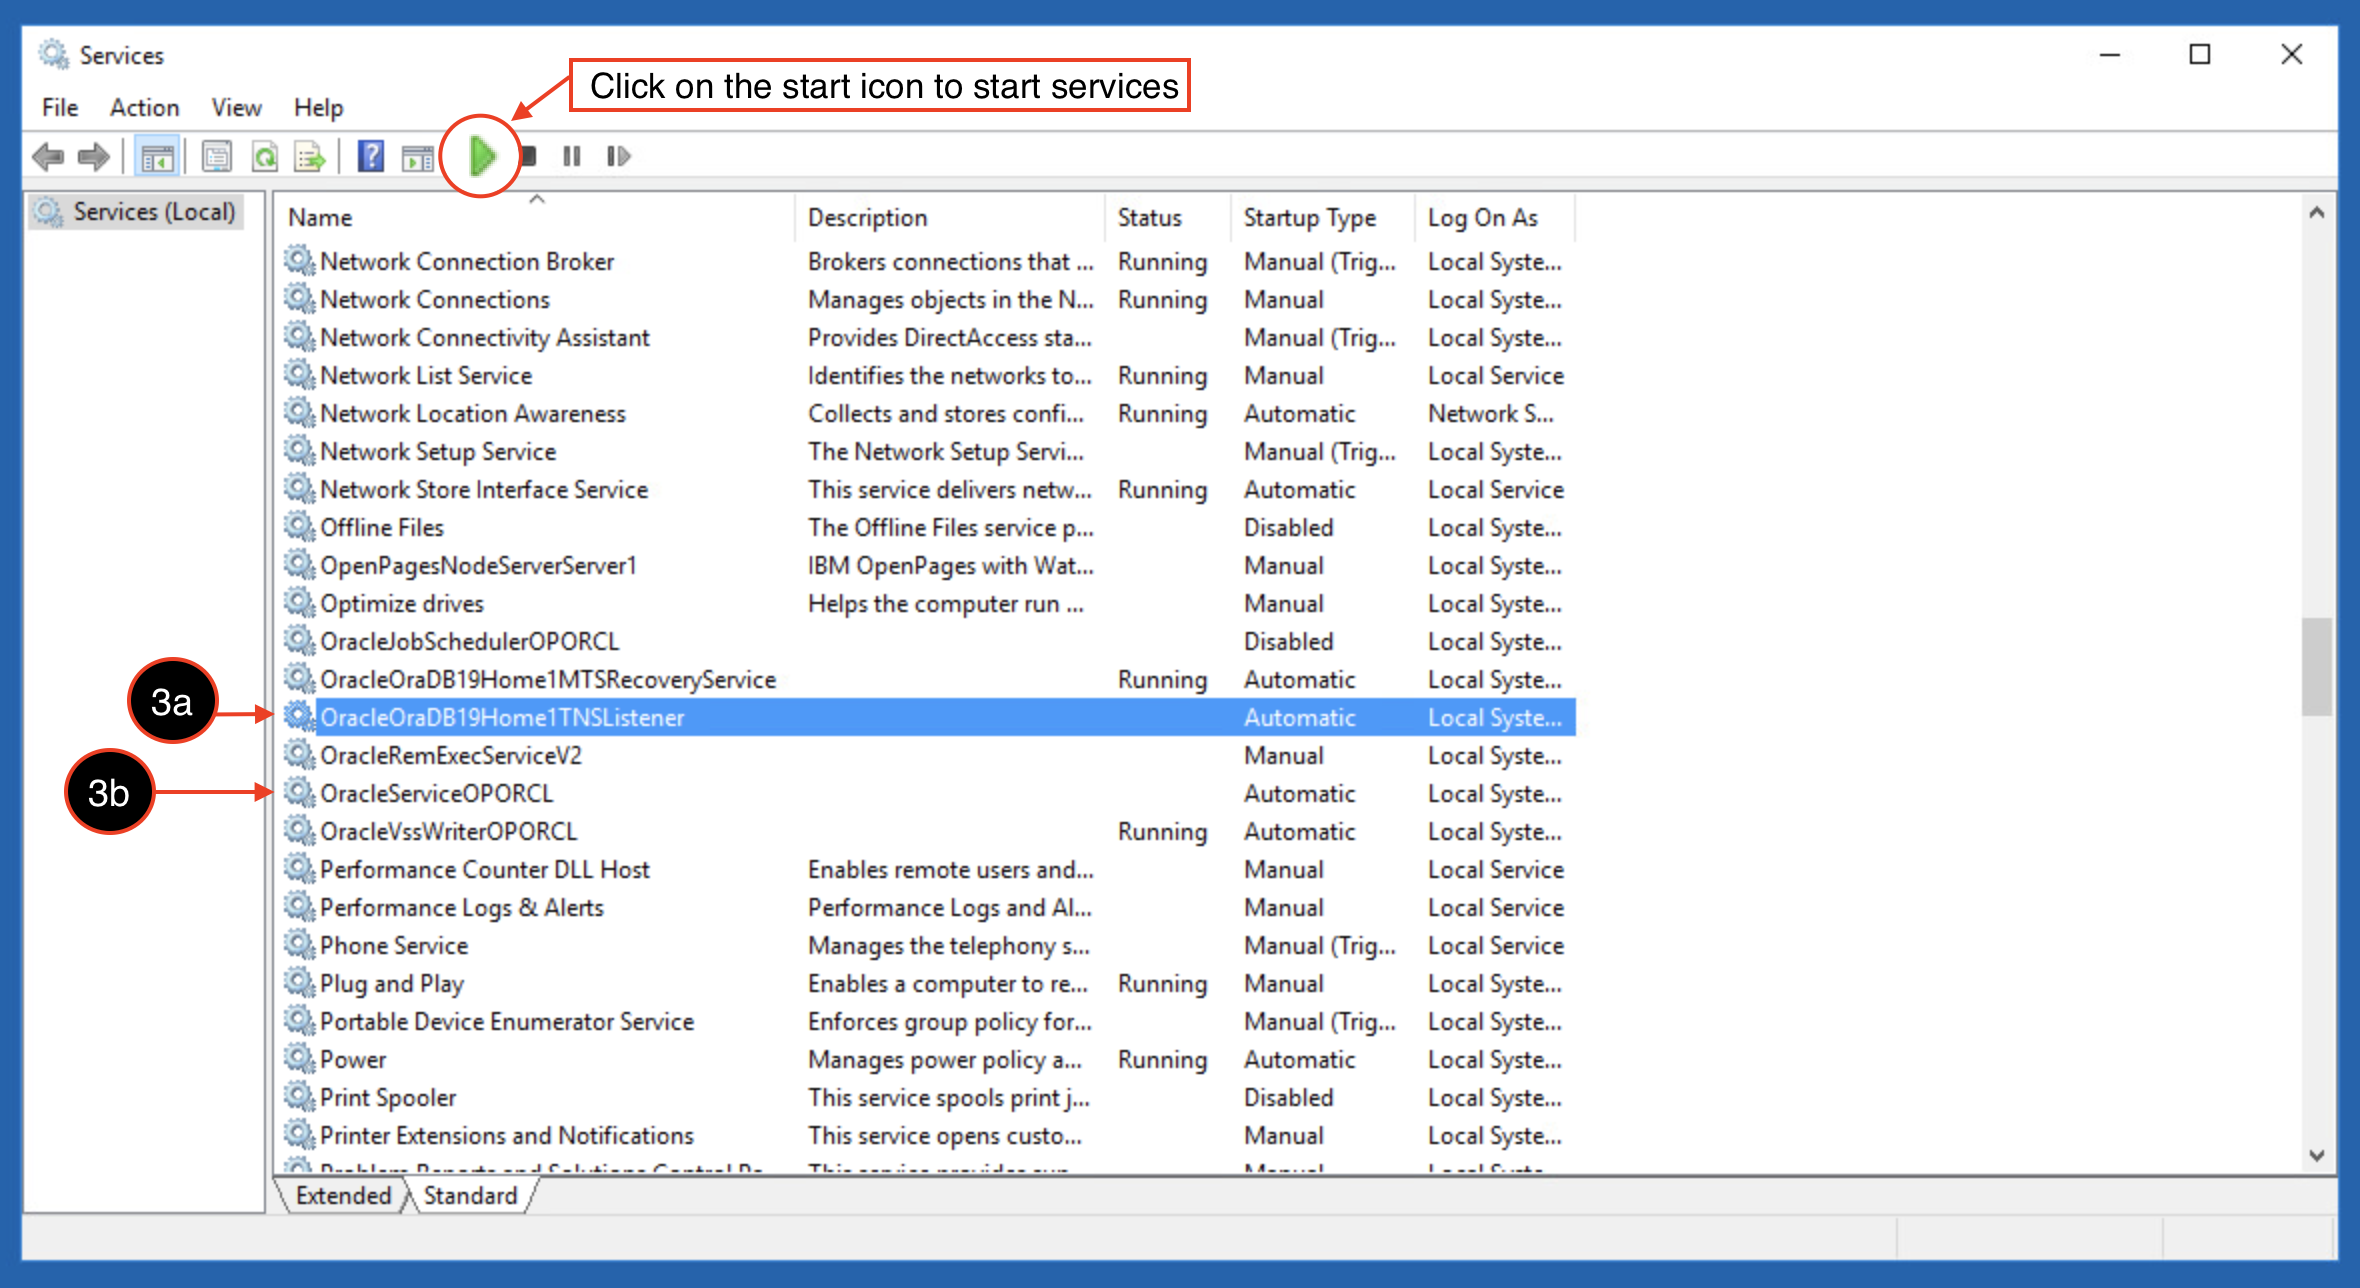 Services
Click on the start icon to start services
File Action View Help
Services (Local)
Name Description Status Startup Type Log On As
Network Connection Broker Brokers connections that ... Running Manual (Trig... Local Syste...
Network Connections Manages objects in the N... Running Manual Local Syste...
Network Connectivity Assistant Provides DirectAccess sta... Manual (Trig... Local Syste...
Network List Service Identifies the networks to... Running Manual Local Service
Network Location Awareness Collects and stores confi... Running Automatic Network S...
Network Setup Service The Network Setup Servi... Manual (Trig... Local Syste...
Network Store Interface Service This service delivers netw... Running Automatic Local Service
Offline Files The Offline Files service p... Disabled Local Syste...
OpenPagesNodeServerServer1 IBM OpenPages with Wat... Manual Local Syste...
Optimize drives Helps the computer run ... Manual Local Syste...
OracleJobSchedulerOPORCL Disabled Local Syste...
OracleOraDB19Home1MTSRecoveryService Running Automatic Local Syste...
3a OracleOraDB19Home1TNSListener Automatic Local Syste...
OracleRemExecServiceV2 Manual Local Syste...
3b OracleServiceOPORCL Automatic Local Syste...
OracleVssWriterOPORCL Running Automatic Local Syste...
Performance Counter DLL Host Enables remote users and... Manual Local Service
Performance Logs & Alerts Performance Logs and Al... Manual Local Service
Phone Service Manages the telephony s... Manual (Trig... Local Service
Plug and Play Enables a computer to re... Running Manual Local Syste...
Portable Device Enumerator Service Enforces group policy for... Manual (Trig... Local Syste...
Power Manages power policy a... Running Automatic Local Syste...
Print Spooler This service spools print j... Disabled Local Syste...
Printer Extensions and Notifications This service opens custo... Manual Local Syste...
Problem Reports and Solutions Control Manual Local Syste...
Extended Standard